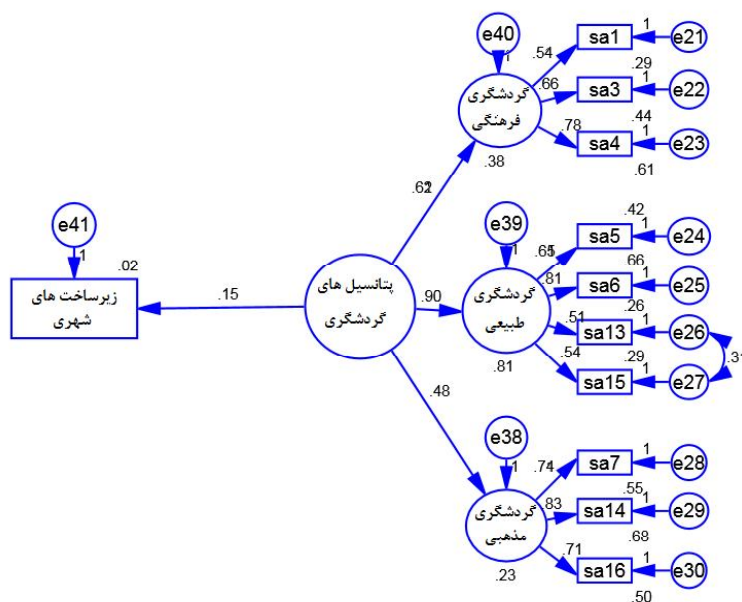 e40
1
.54
sa1
1
e21
.29
گردشگری
فرهنگی
.66
sa3
1
e22
.44
.78
sa4
1
e23
.61
.38
.62
e41
1
.02
زیرساخت های
شهری
.15
پتانسیل های
گردشگری
.90
.48
e39
1
.42
.65
sa5
1
e24
.66
گردشگری
طبیعی
.81
sa6
1
e25
.26
.51
sa13
1
e26
.29
.31
.54
sa15
1
e27
.81
e38
1
.74
sa7
1
e28
.55
گردشگری
مذهبی
.83
sa14
1
e29
.68
.71
sa16
1
e30
.50
.23